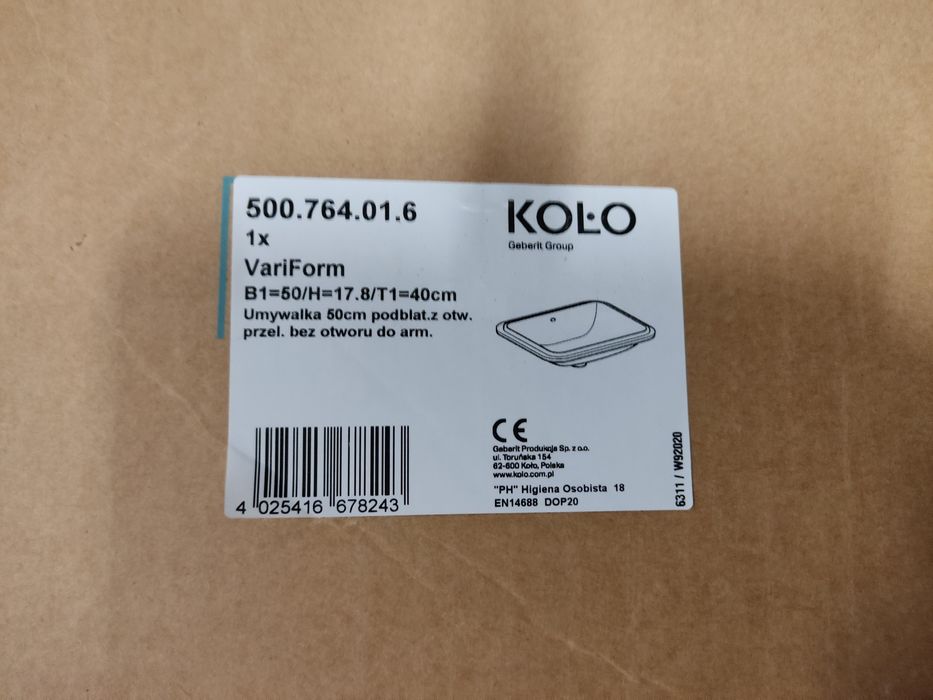 500.764.01.6
1x
VariForm
B1=50/H=17.8/T1=40cm
Umywalka 50cm podblat.z otw.
przel. bez otworu do arm.
KOŁO
Geberit Group
4 025416 678243
CE
Geberit Produkcja Sp. z o.o.
ul. Toruńska 154
62-600 Koło, Polska
www.kolo.com.pl
"PH" Higiena Osobista 18
EN14688 DOP20
6311 / W92020